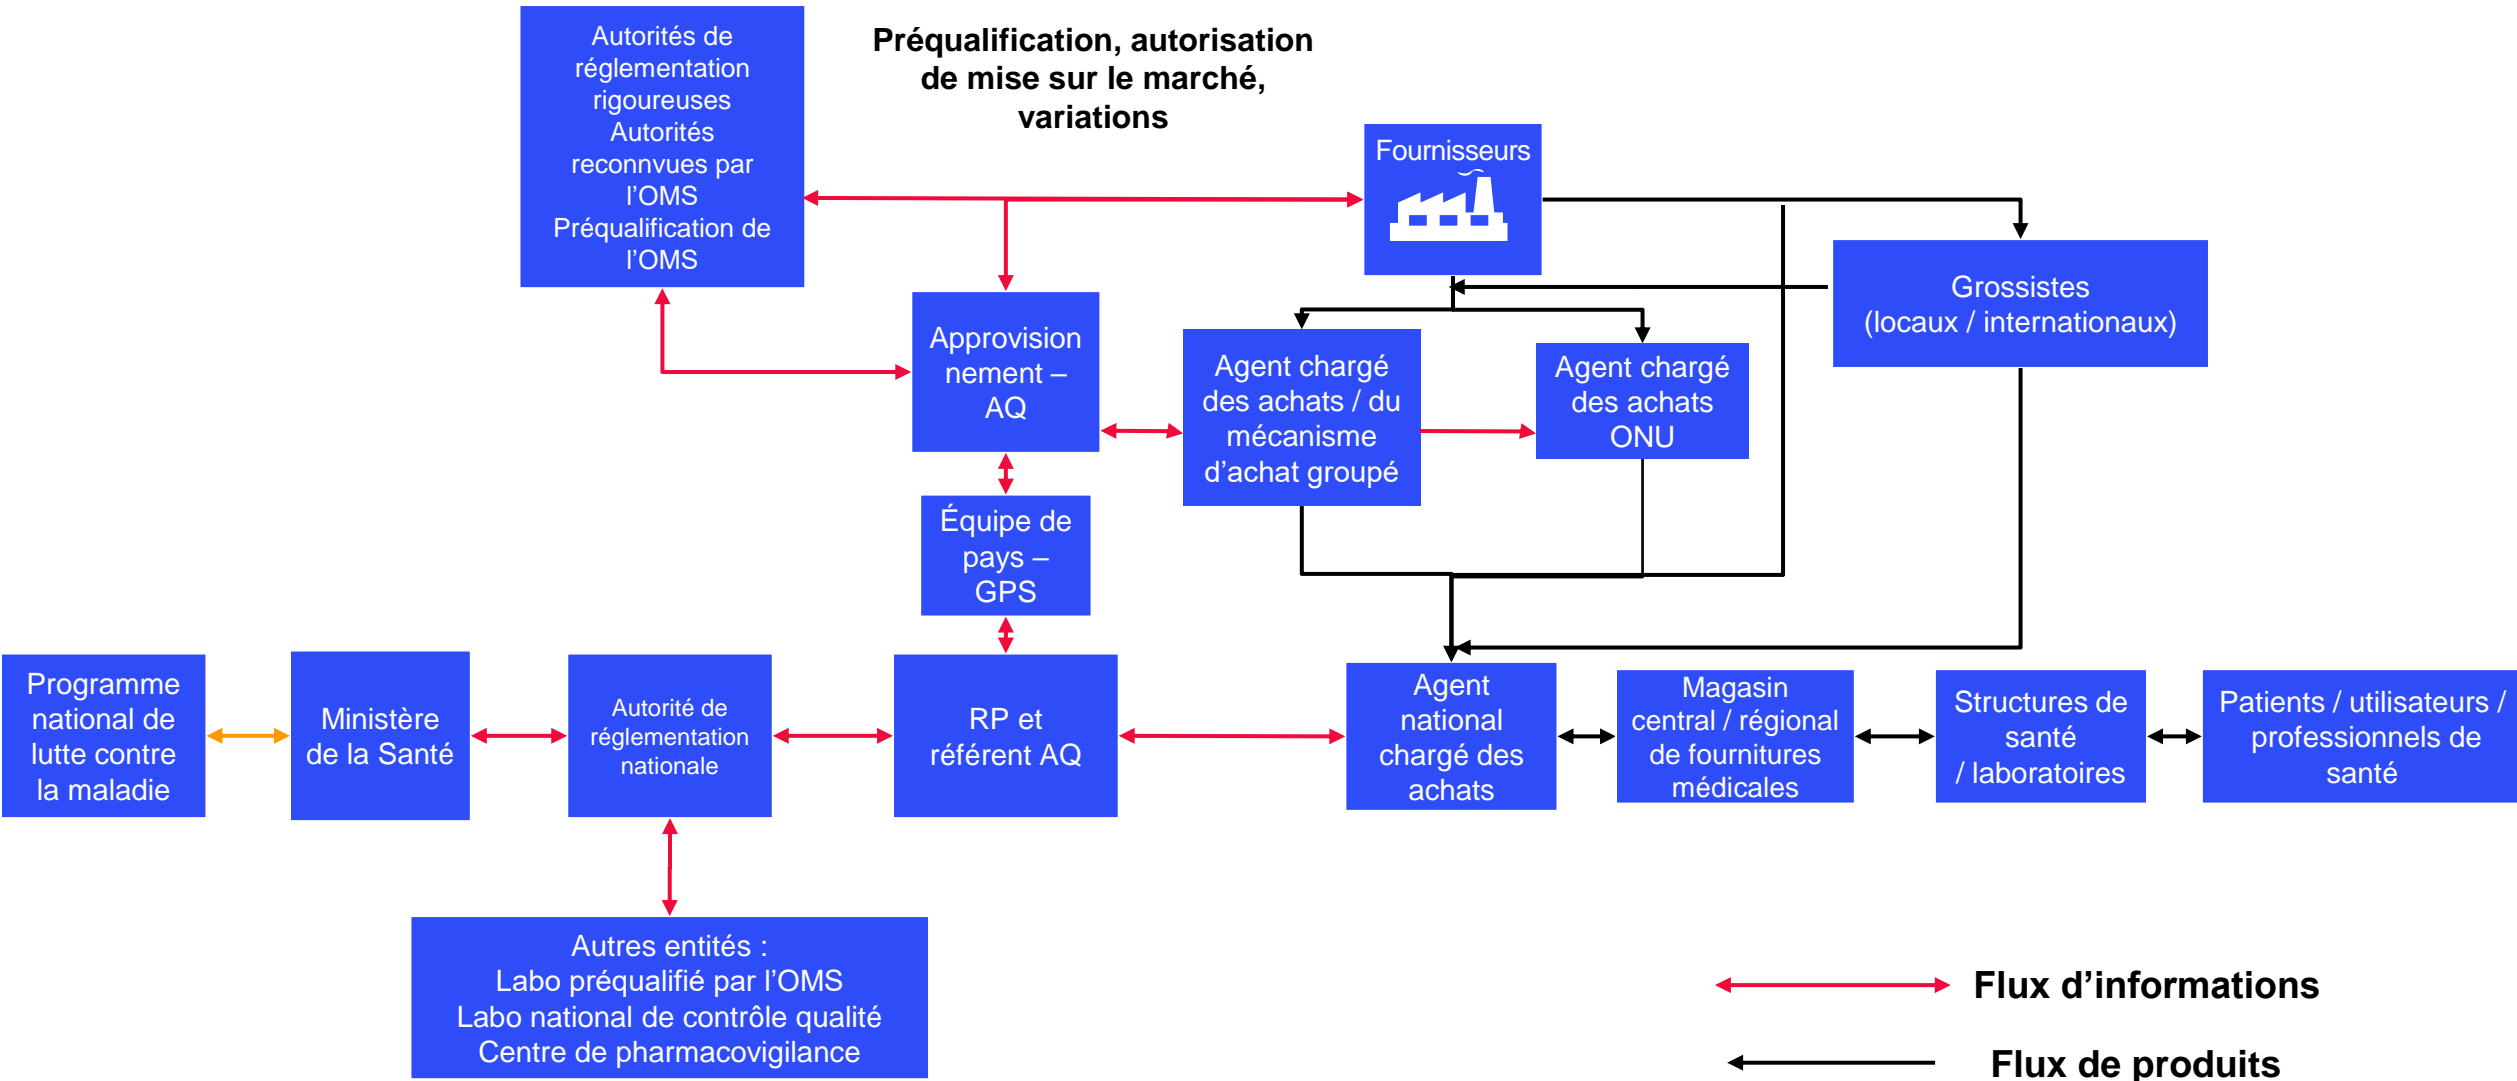 Autorités de
réglementation
rigoureuses
Autorités
reconnvues par
l’OMS
Préqualification de
l’OMS
Préqualification, autorisation
de mise sur le marché,
variations
Fournisseurs
Grossistes
(locaux / internationaux)
Approvision
nement –
AQ
Agent chargé
des achats / du
mécanisme
d’achat groupé
Agent chargé
des achats
ONU
Équipe de
pays –
GPS
Programme
national de
lutte contre
la maladie
Ministère
de la Santé
Autorité de
réglementation
nationale
RP et
référent AQ
Agent
national
chargé des
achats
Magasin
central / régional
de fournitures
médicales
Structures de
santé
/ laboratoires
Patients / utilisateurs /
professionnels de
santé
Autres entités :
Labo préqualifié par l’OMS
Labo national de contrôle qualité
Centre de pharmacovigilance
Flux d’informations
Flux de produits